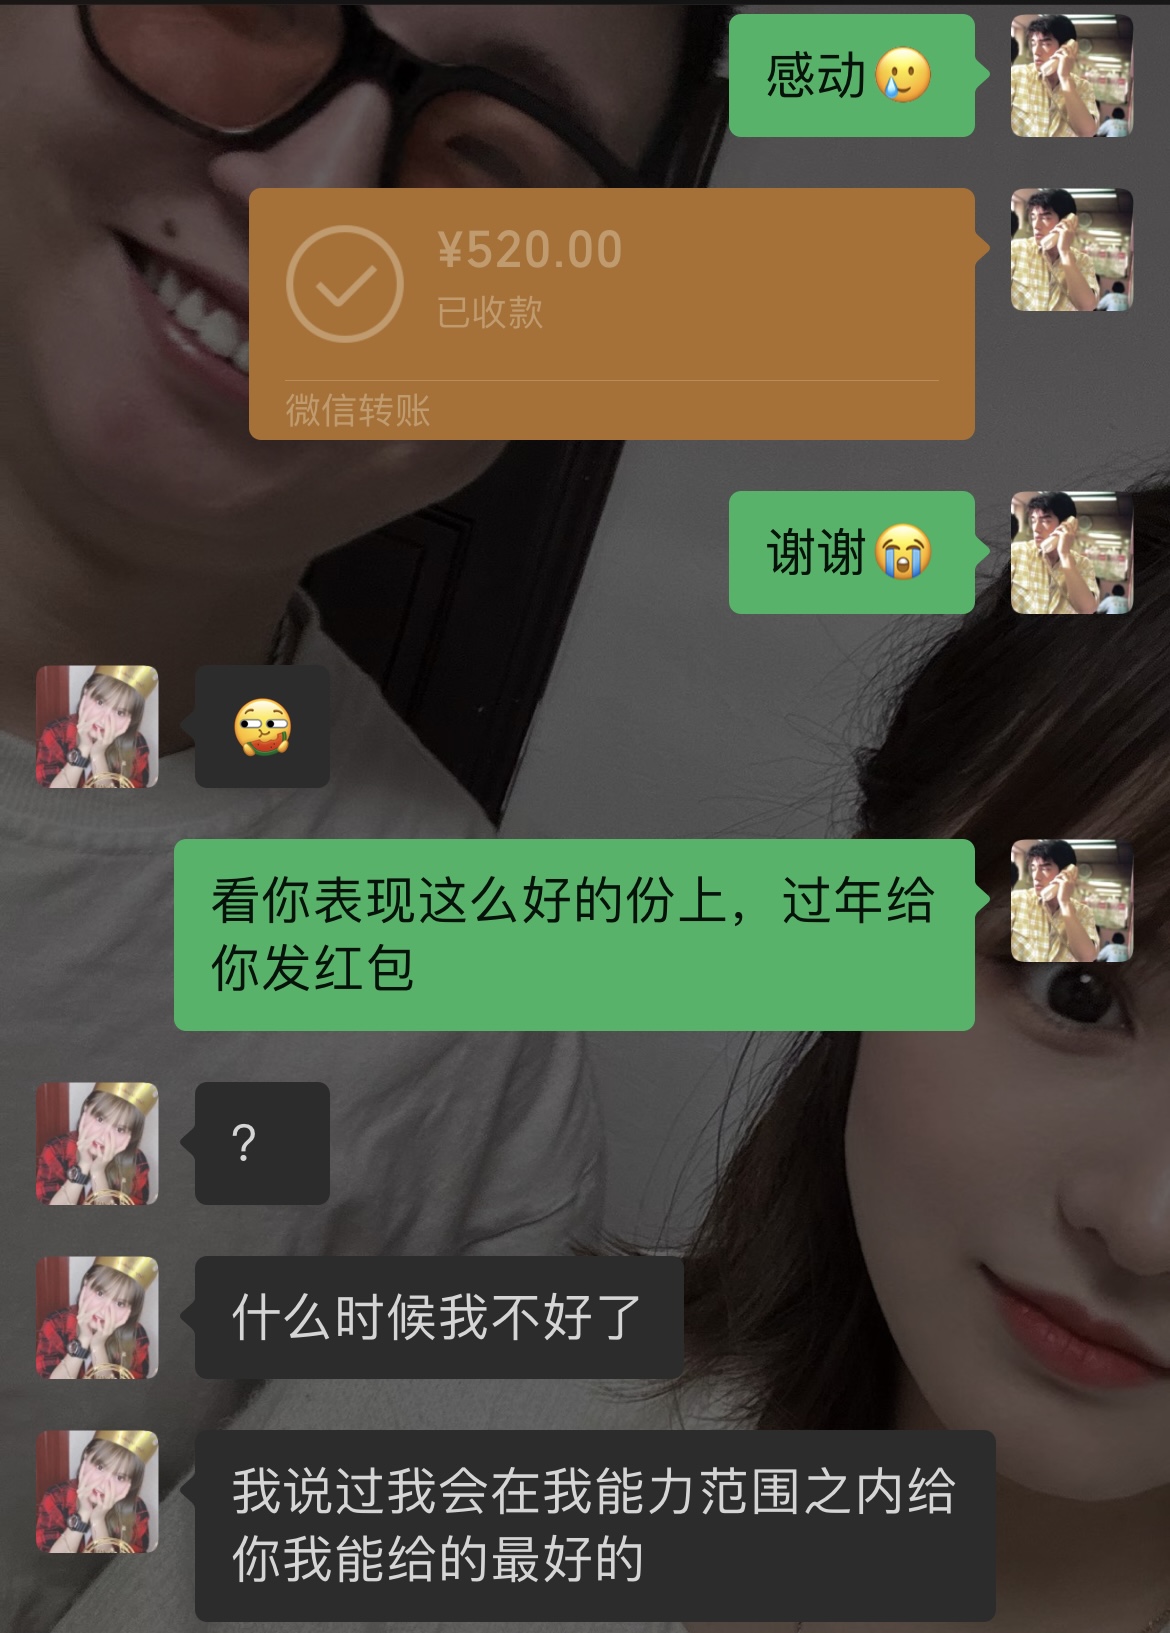 感动🥲
¥520.00
已收款
微信转账
谢谢😭
看你表现这么好的份上，过年给
你发红包
?
什么时候我不好了
我说过我会在我能力范围之内给
你我能给的最好的